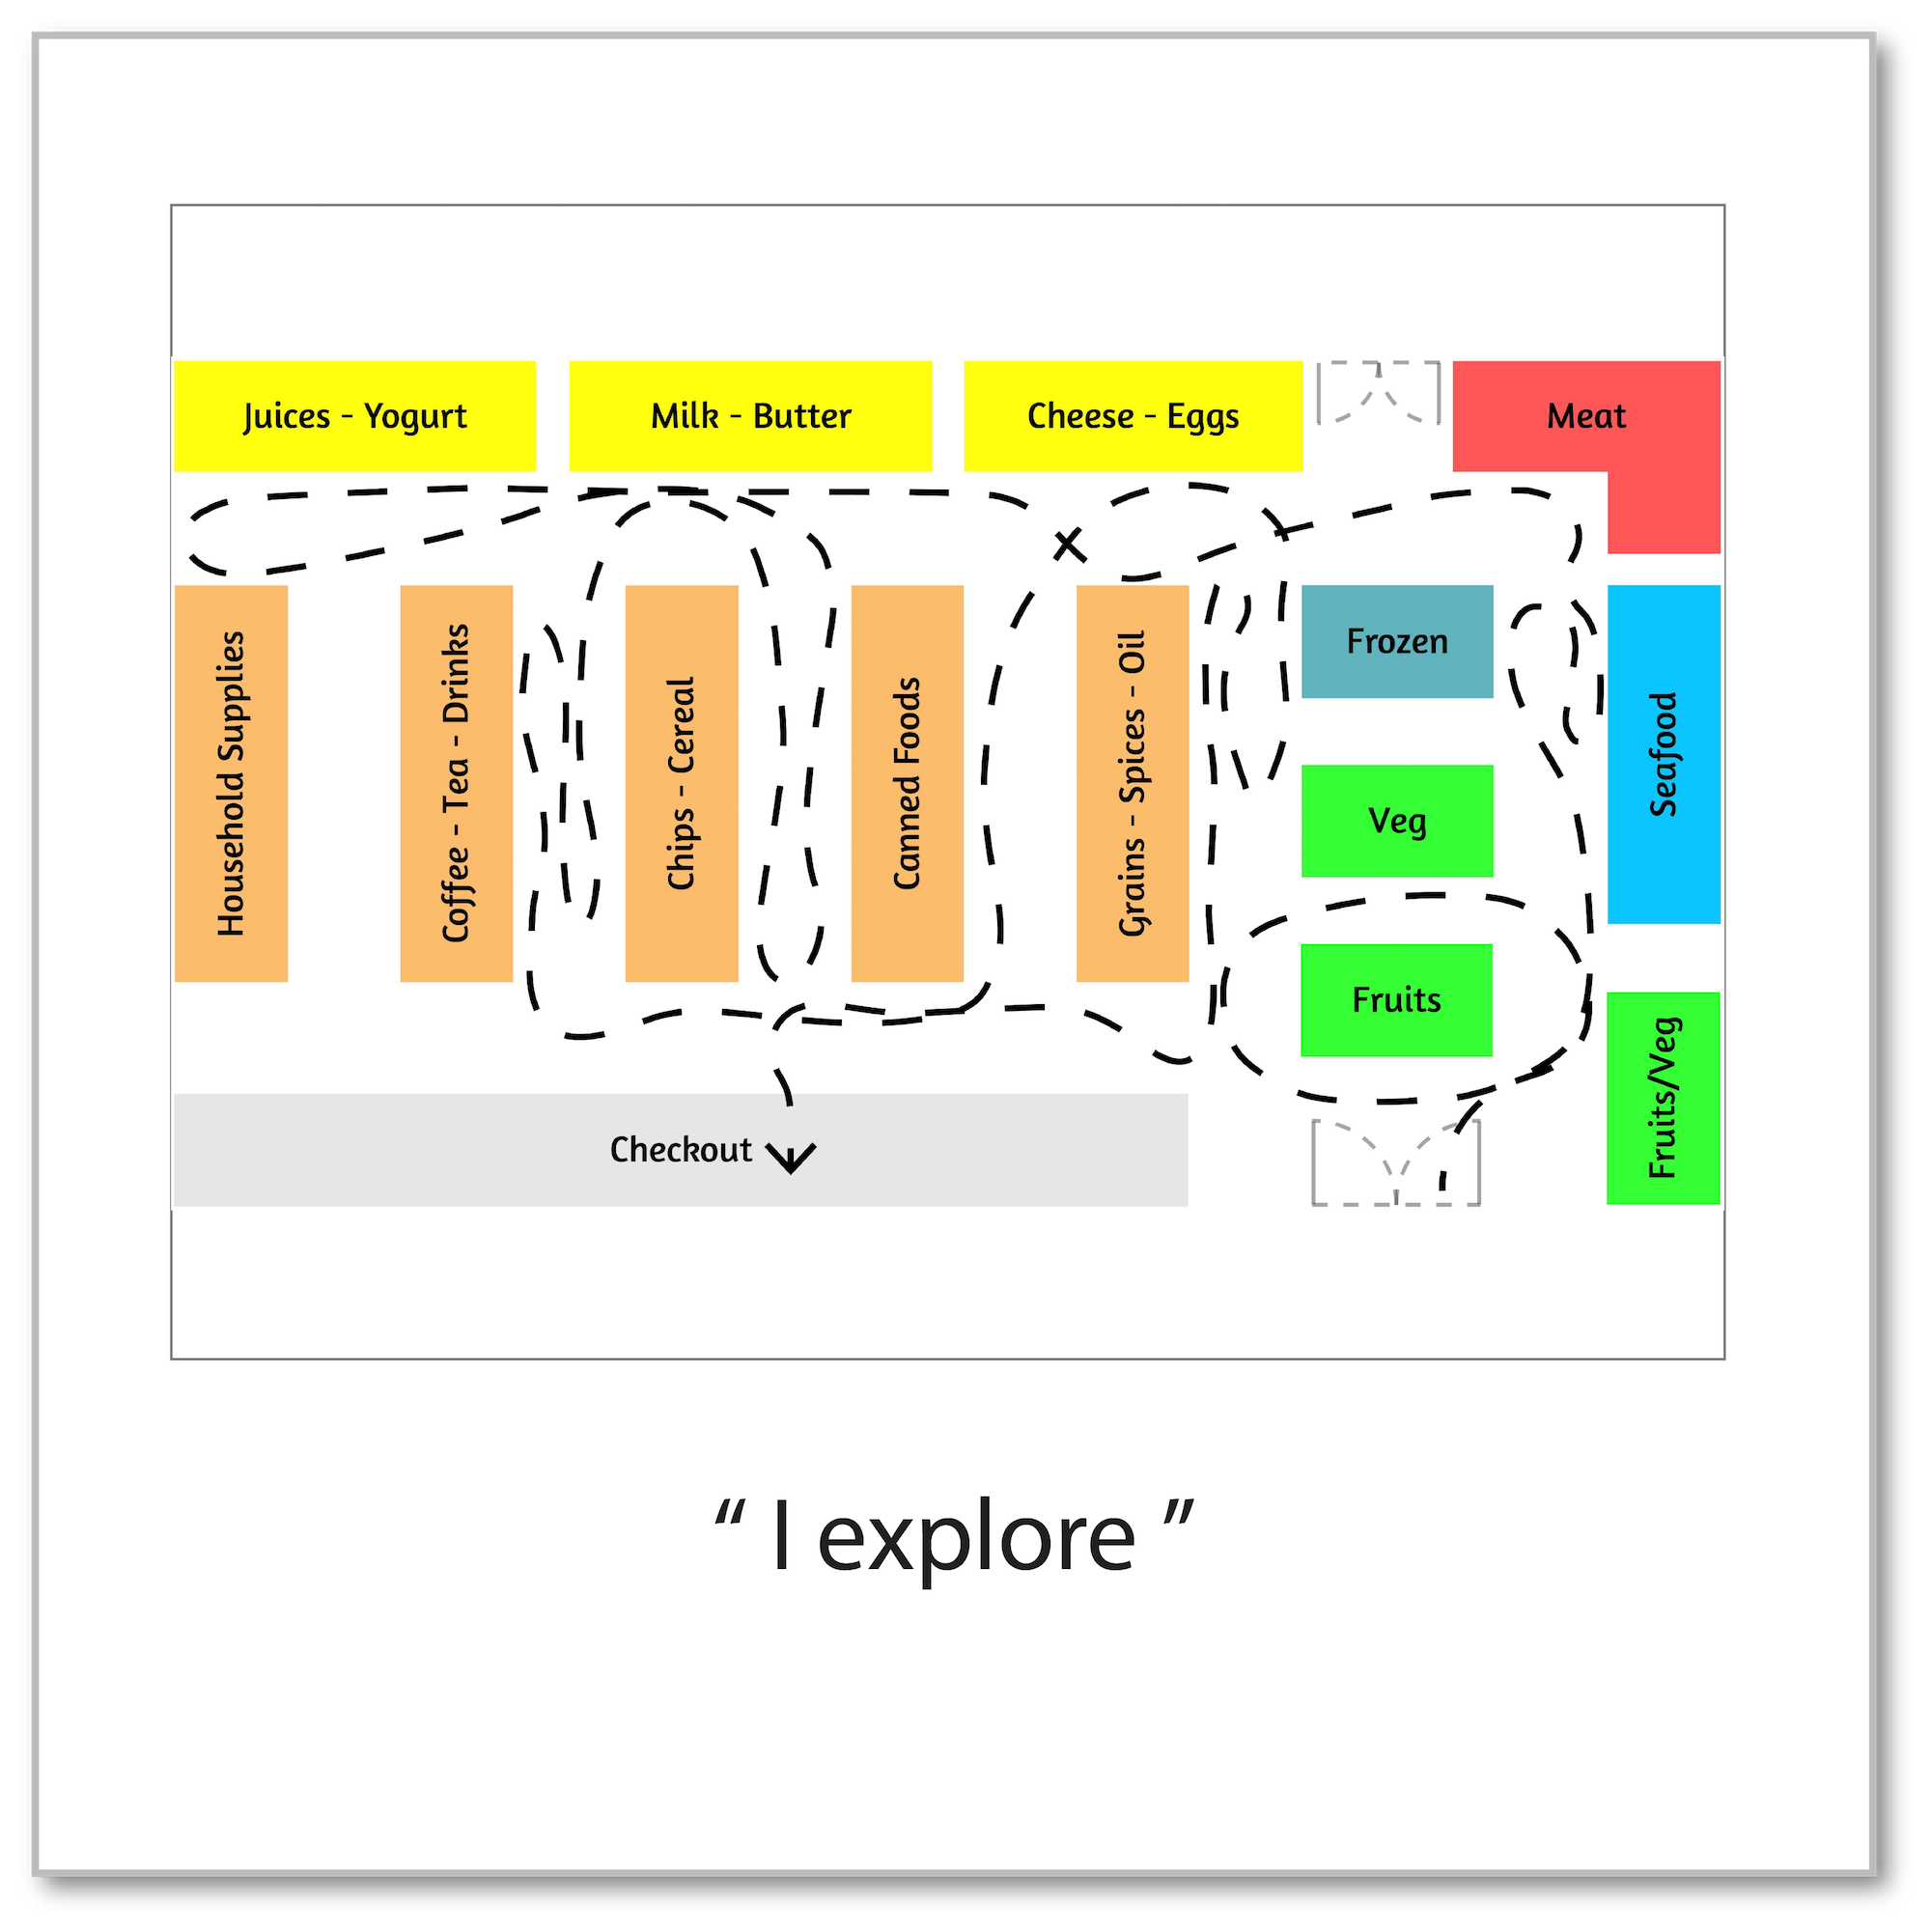 Juices - Yogurt
Milk - Butter
Cheese - Eggs
Meat
Household Supplies
Coffee - Tea - Drinks
Chips - Cereal
Canned Foods
Grains - Spices - Oil
Frozen
Veg
Fruits
Seafood
Fruits/Veg
Checkout
“ I explore ”